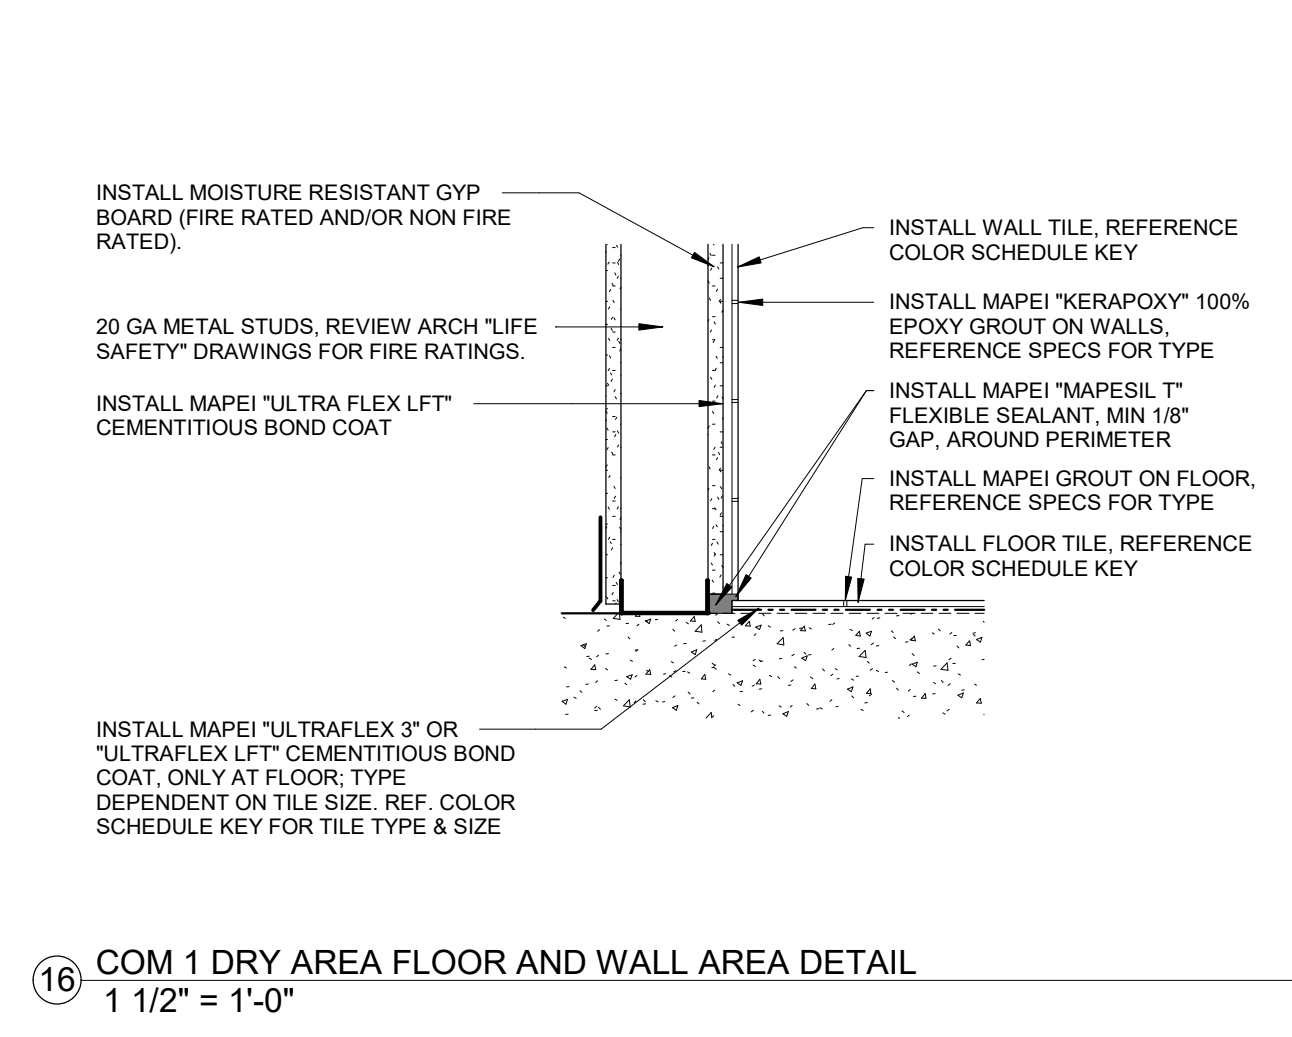 INSTALL MOISTURE RESISTANT GYP
BOARD (FIRE RATED AND/OR NON FIRE
RATED).
20 GA METAL STUDS, REVIEW ARCH "LIFE
SAFETY" DRAWINGS FOR FIRE RATINGS.
INSTALL MAPEI "ULTRA FLEX LFT"
CEMENTITIOUS BOND COAT
INSTALL WALL TILE, REFERENCE
COLOR SCHEDULE KEY
INSTALL MAPEI "KERAPOXY" 100%
EPOXY GROUT ON WALLS,
REFERENCE SPECS FOR TYPE
INSTALL MAPEI "MAPESIL T"
FLEXIBLE SEALANT, MIN 1/8"
GAP, AROUND PERIMETER
INSTALL MAPEI GROUT ON FLOOR,
REFERENCE SPECS FOR TYPE
INSTALL FLOOR TILE, REFERENCE
COLOR SCHEDULE KEY
INSTALL MAPEI "ULTRAFLEX 3" OR
"ULTRAFLEX LFT" CEMENTITIOUS BOND
COAT, ONLY AT FLOOR; TYPE
DEPENDENT ON TILE SIZE. REF. COLOR
SCHEDULE KEY FOR TILE TYPE & SIZE
16 COM 1 DRY AREA FLOOR AND WALL AREA DETAIL
1 1/2" = 1'-0"